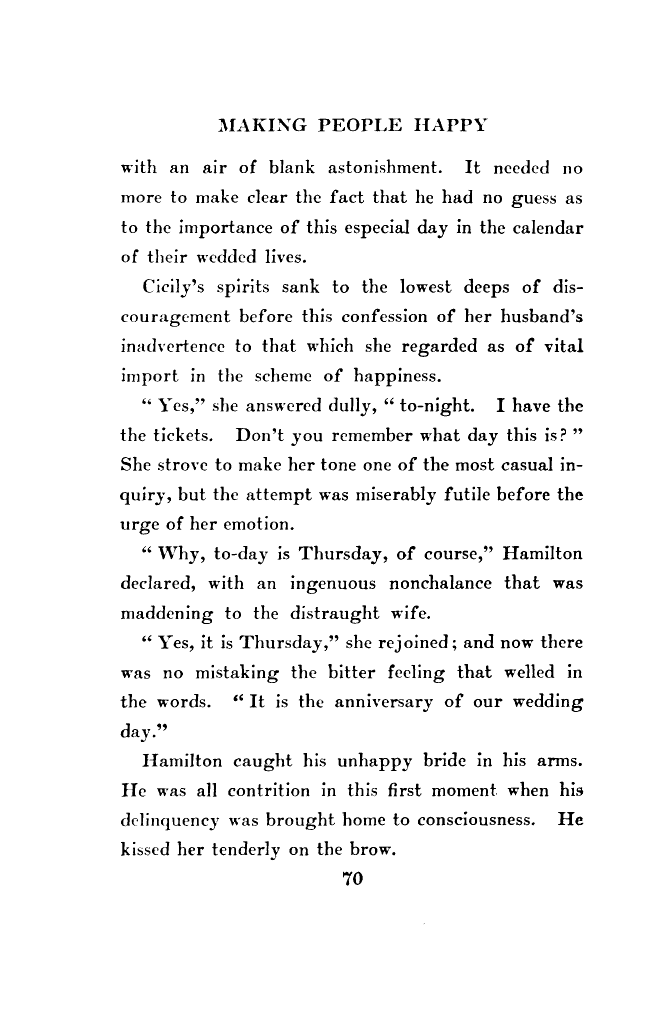 MAKING PEOPLE HAPPY
with an air of blank astonishment. It needed no
more to make clear the fact that he had no guess as
to the importance of this especial day in the calendar
of their wedded lives.
Cicily's spirits sank to the lowest deeps of dis-
couragement before this confession of her husband's
inadvertence to that which she regarded as of vital
import in the scheme of happiness.
“ Yes,” she answered dully, “ to-night. I have the
the tickets. Don't you remember what day this is? ”
She strove to make her tone one of the most casual in-
quiry, but the attempt was miserably futile before the
urge of her emotion.
“ Why, to-day is Thursday, of course,” Hamilton
declared, with an ingenuous nonchalance that was
maddening to the distraught wife.
“ Yes, it is Thursday,” she rejoined; and now there
was no mistaking the bitter feeling that welled in
the words. “ It is the anniversary of our wedding
day.”
Hamilton caught his unhappy bride in his arms.
He was all contrition in this first moment when his
delinquency was brought home to consciousness. He
kissed her tenderly on the brow.
70